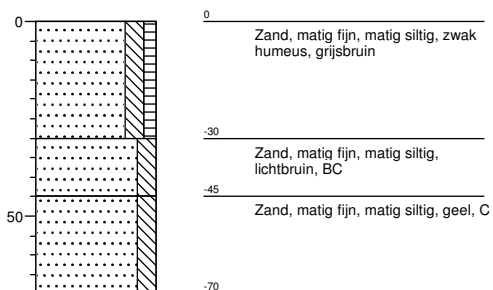 0
0
Zand, matig fijn, matig siltig, zwak
humeus, grijsbruin
-30
Zand, matig fijn, matig siltig,
lichtbruin, BC
-45
Zand, matig fijn, matig siltig, geel, C
50
-70